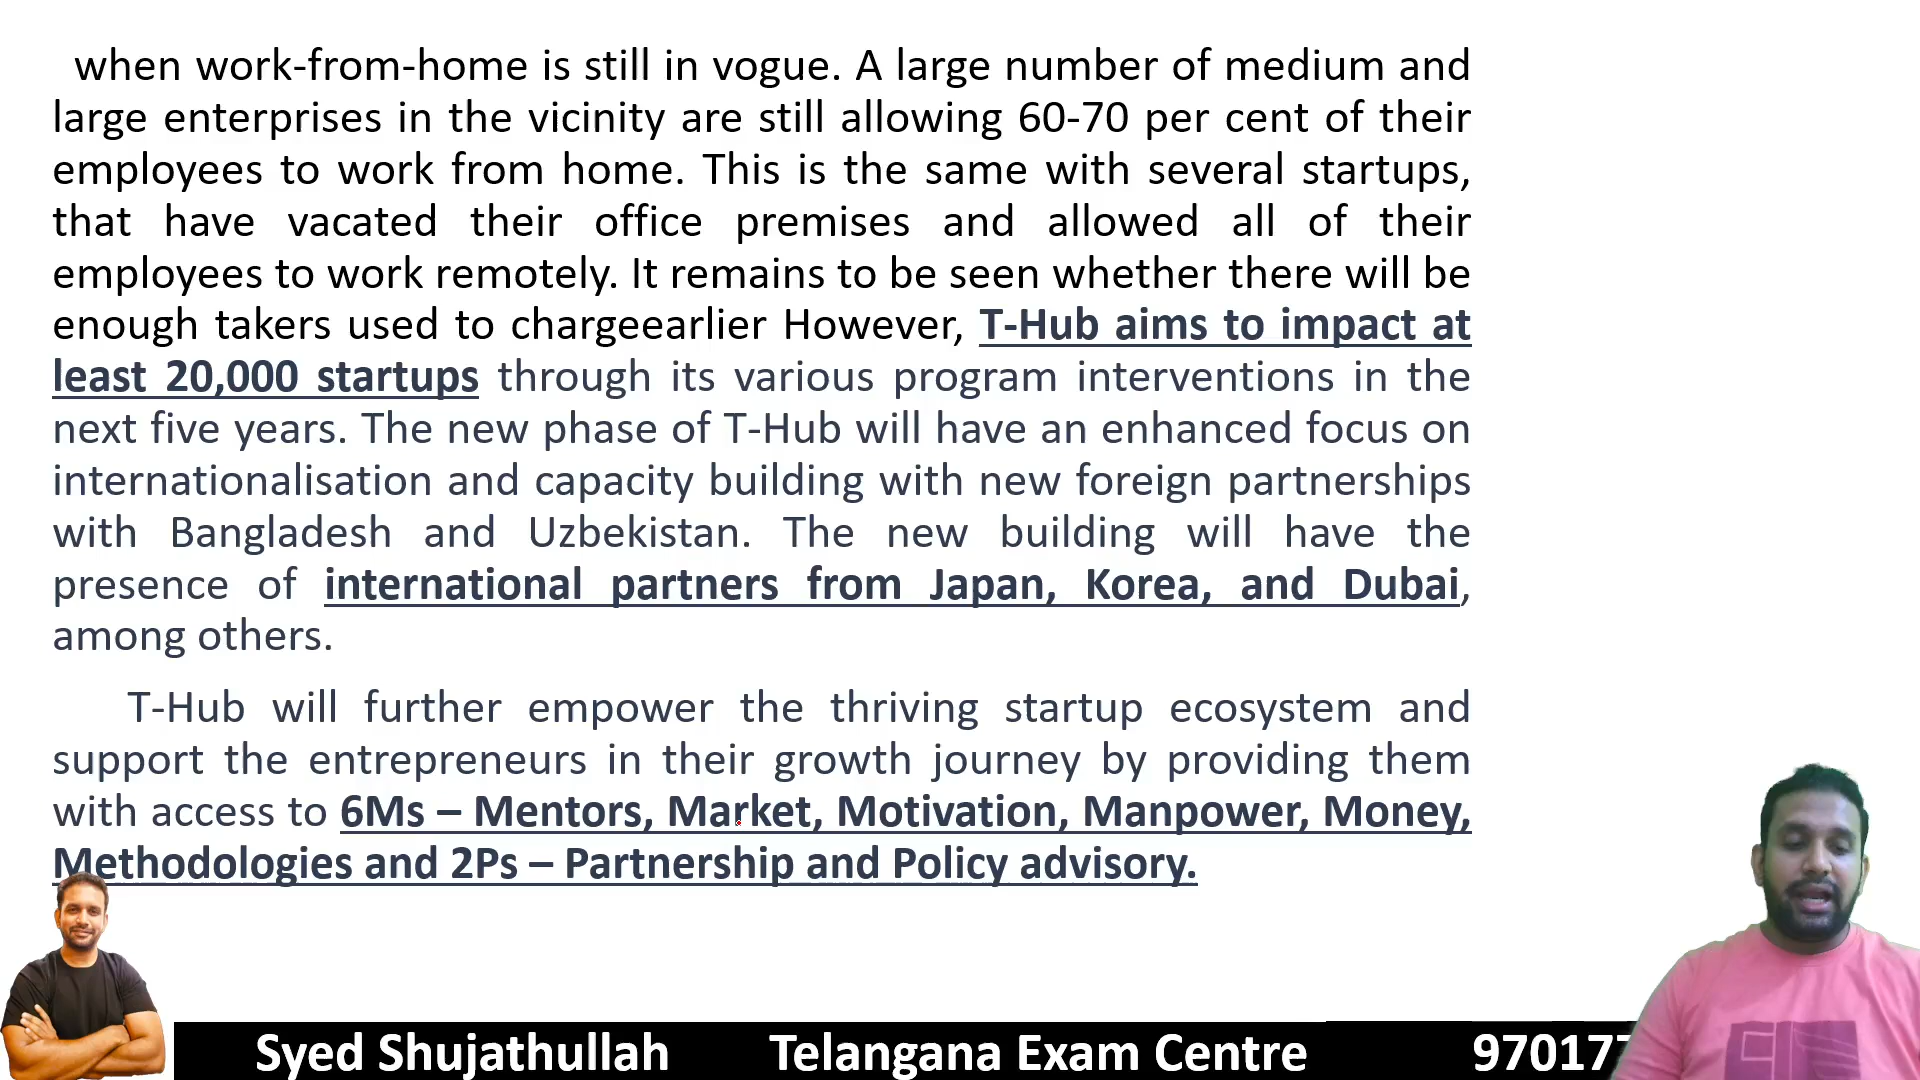 when work-from-home is still in vogue. A large number of medium and
large enterprises in the vicinity are still allowing 60-70 per cent of their
employees to work from home. This is the same with several startups,
that have vacated their office premises and allowed all of their
employees to work remotely. It remains to be seen whether there will be
enough takers used to chargeearlier However, T-Hub aims to impact at
least 20,000 startups through its various program interventions in the
next five years. The new phase of T-Hub will have an enhanced focus on
internationalisation and capacity building with new foreign partnerships
with Bangladesh and Uzbekistan. The new building will have the
presence of international partners from Japan, Korea, and Dubai,
among others.
T-Hub will further empower the thriving startup ecosystem and
support the entrepreneurs in their growth journey by providing them
with access to 6Ms – Mentors, Market, Motivation, Manpower, Money,
Methodologies and 2Ps – Partnership and Policy advisory.
Syed Shujathullah Telangana Exam Centre